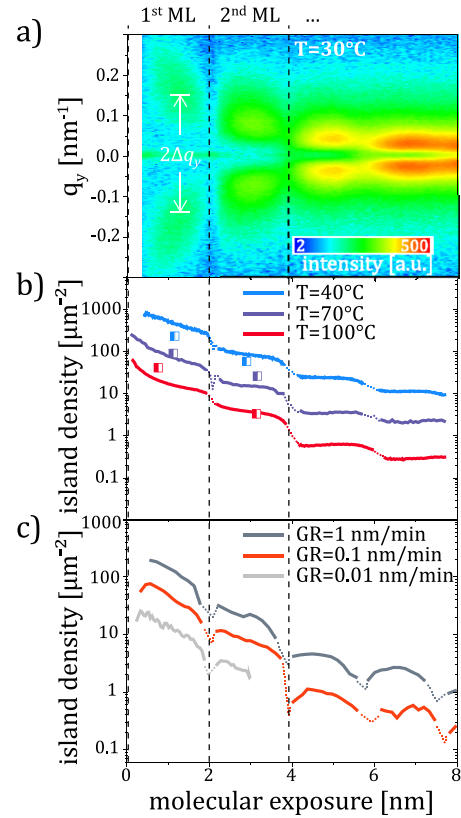 1st ML 2nd ML ...
a)
T=30°C
0.2
0.1
0.0
-0.1
-0.2
qy [nm-1]
2Δqy
2 500
intensity [a.u.]
b)
T=40°C
T=70°C
T=100°C
1000
100
10
1
0.1
island density [μm-2]
c)
GR=1 nm/min
GR=0.1 nm/min
GR=0.01 nm/min
1000
100
10
1
0.1
island density [μm-2]
0 2 4 6 8
molecular exposure [nm]